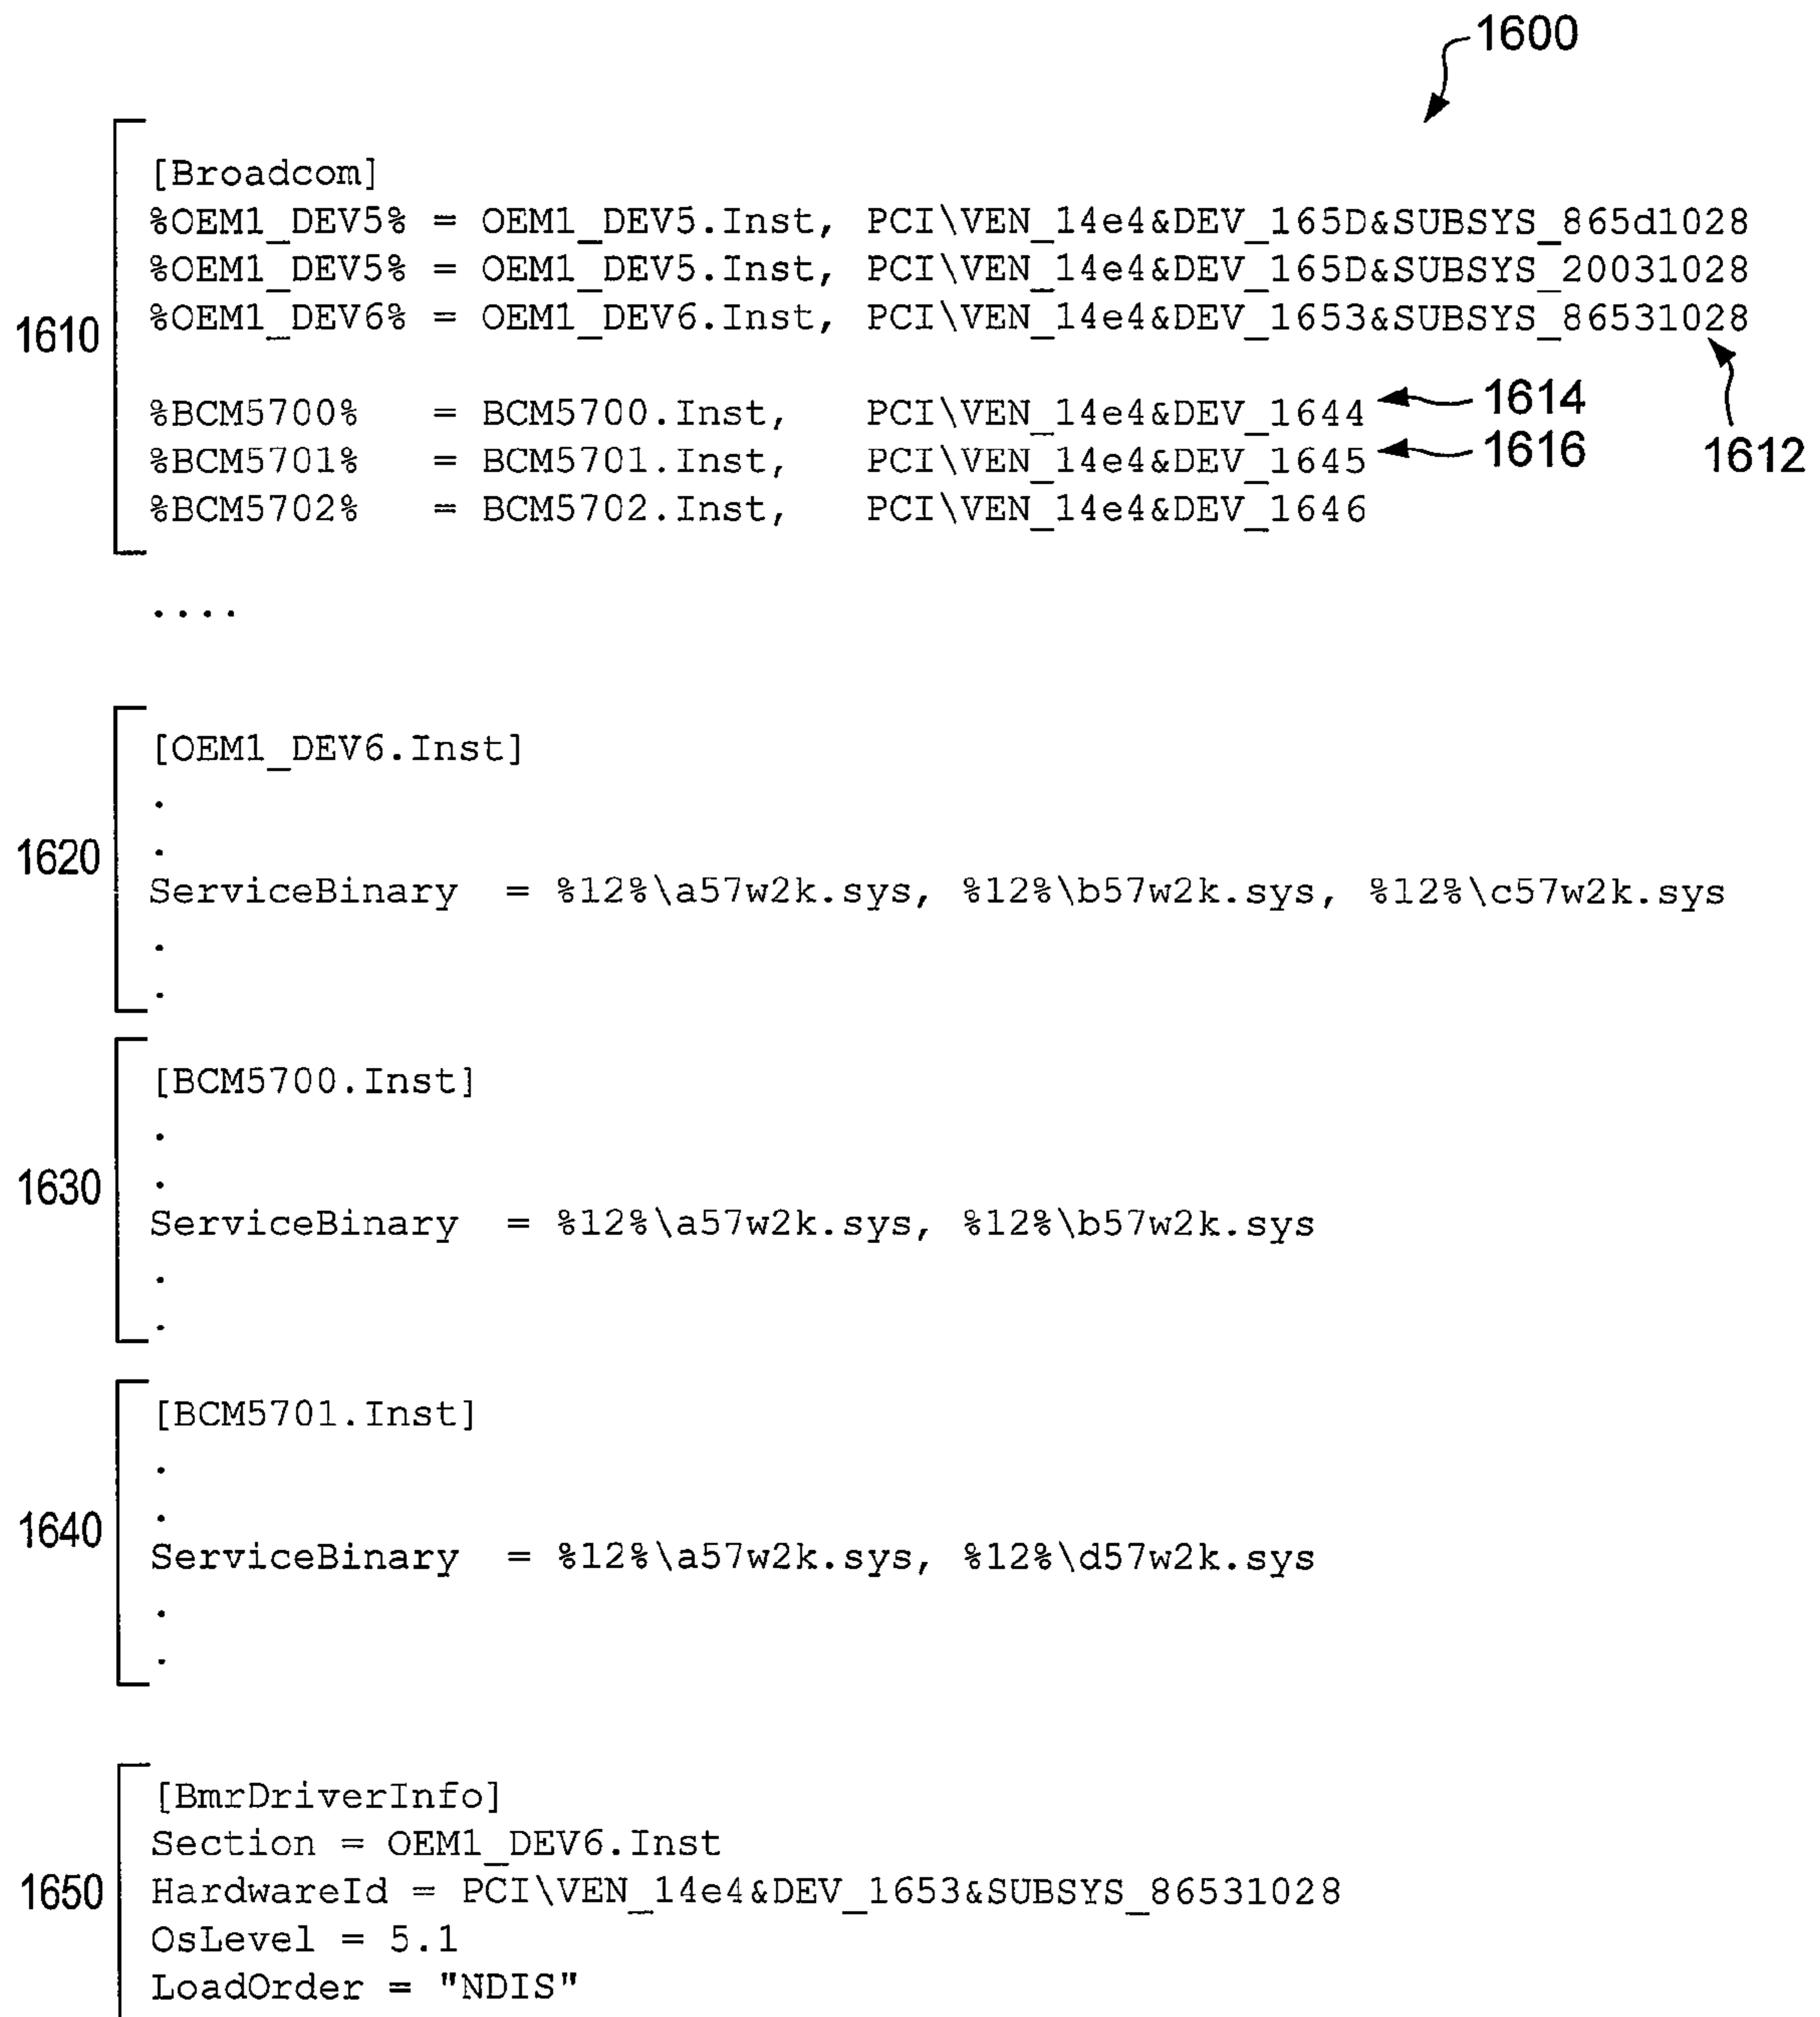 1600
[Broadcom]
%OEM1_DEV5% = OEM1_DEV5.Inst, PCI\VEN_14e4&DEV_165D&SUBSYS_865d1028
%OEM1_DEV5% = OEM1_DEV5.Inst, PCI\VEN_14e4&DEV_165D&SUBSYS_20031028
%OEM1_DEV6% = OEM1_DEV6.Inst, PCI\VEN_14e4&DEV_1653&SUBSYS_86531028
1610
%BCM5700% = BCM5700.Inst, PCI\VEN_14e4&DEV_1644 1614
%BCM5701% = BCM5701.Inst, PCI\VEN_14e4&DEV_1645 1616 1612
%BCM5702% = BCM5702.Inst, PCI\VEN_14e4&DEV_1646
....
[OEM1_DEV6.Inst]
.
.
1620
ServiceBinary = %12%\a57w2k.sys, %12%\b57w2k.sys, %12%\c57w2k.sys
.
.
[BCM5700.Inst]
.
.
1630
ServiceBinary = %12%\a57w2k.sys, %12%\b57w2k.sys
.
.
[BCM5701.Inst]
.
.
1640
ServiceBinary = %12%\a57w2k.sys, %12%\d57w2k.sys
.
.
[BmrDriverInfo]
Section = OEM1_DEV6.Inst
1650 HardwareId = PCI\VEN_14e4&DEV_1653&SUBSYS_86531028
OsLevel = 5.1
LoadOrder = "NDIS"